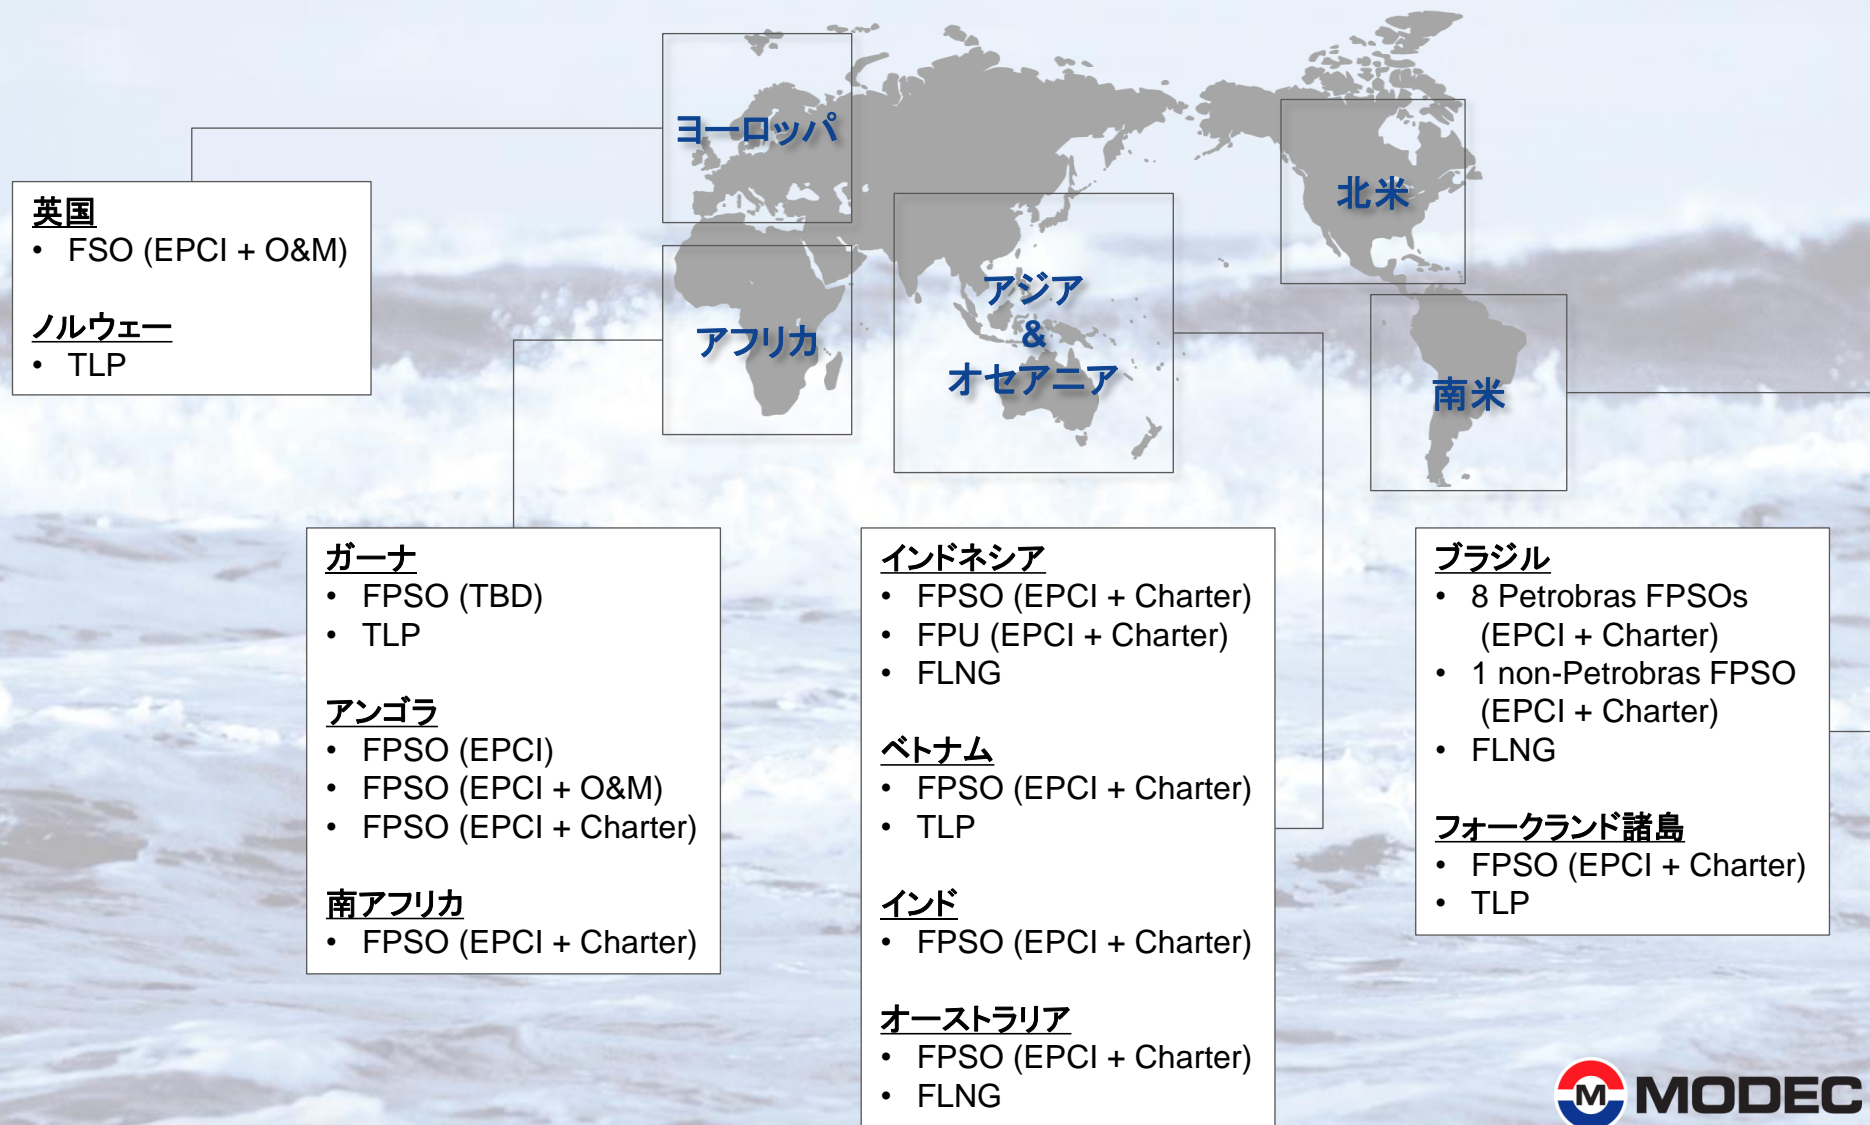 ヨーロッパ
北米
アフリカ
アジア
&
オセアニア
南米
英国
• FSO (EPCI + O&M)
ノルウェー
• TLP
ガーナ
• FPSO (TBD)
• TLP
アンゴラ
• FPSO (EPCI)
• FPSO (EPCI + O&M)
• FPSO (EPCI + Charter)
南アフリカ
• FPSO (EPCI + Charter)
インドネシア
• FPSO (EPCI + Charter)
• FPU (EPCI + Charter)
• FLNG
ベトナム
• FPSO (EPCI + Charter)
• TLP
インド
• FPSO (EPCI + Charter)
オーストラリア
• FPSO (EPCI + Charter)
• FLNG
ブラジル
• 8 Petrobras FPSOs
(EPCI + Charter)
• 1 non-Petrobras FPSO
(EPCI + Charter)
• FLNG
フォークランド諸島
• FPSO (EPCI + Charter)
• TLP
M MODEC